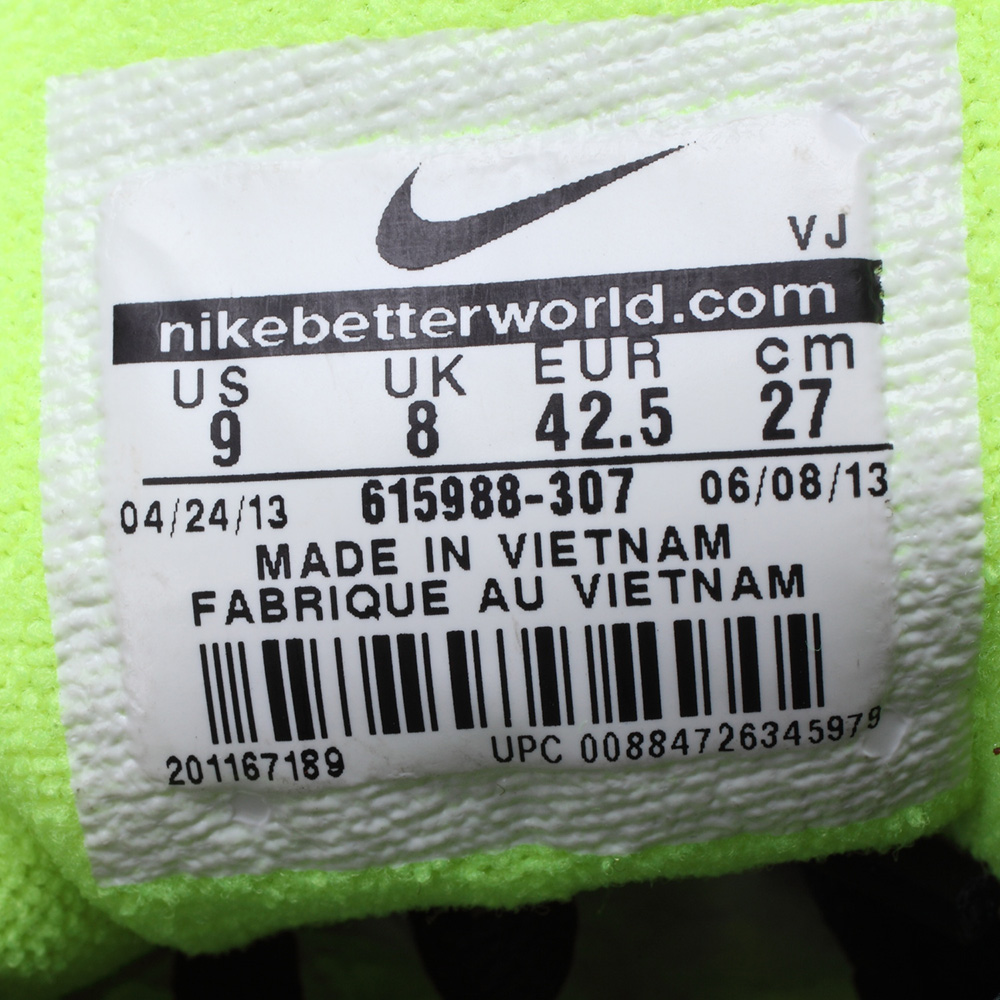 VJ
nikebetterworld.com
US UK EUR cm
9 8 42.5 27
04/24/13 615988-307 06/08/13
MADE IN VIETNAM
FABRIQUE AU VIETNAM
201167189 UPC 00884726345979